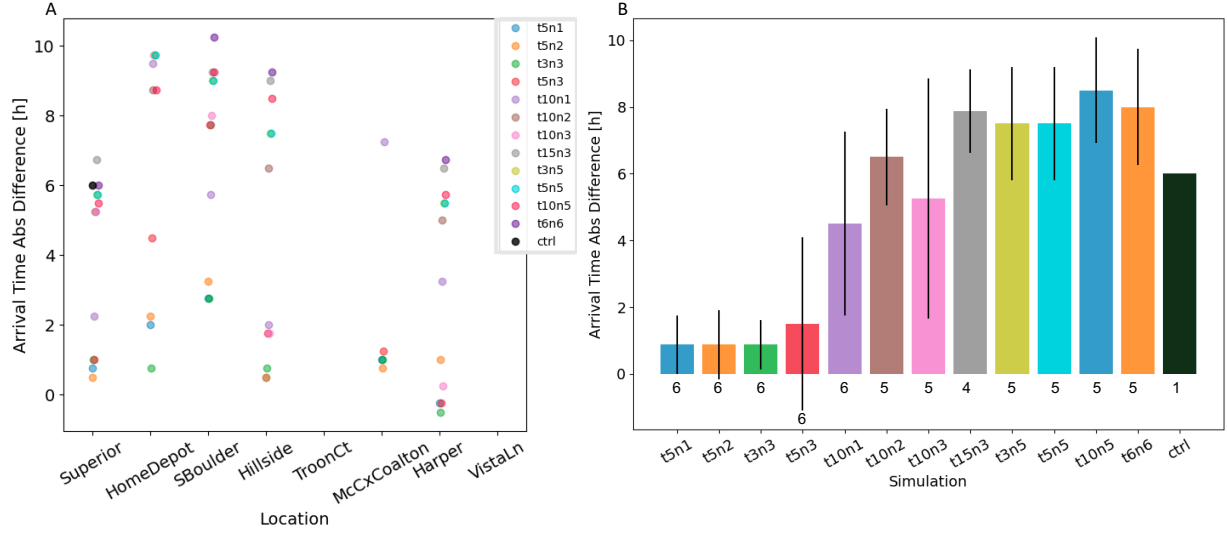 A
Arrival Time Abs Difference [h]
10
8
6
4
2
0
Superior
HomeDepot
SBoulder
Hillside
TroonCt
McCxCoalton
Harper
VistaLn
Location
t5n1
t5n2
t3n3
t5n3
t10n1
t10n2
t10n3
t15n3
t3n5
t5n5
t10n5
t6n6
ctrl
B
Arrival Time Abs Difference [h]
10
8
6
4
2
0
6
6
6
6
6
5
5
4
5
5
5
5
1
t5n1
t5n2
t3n3
t5n3
t10n1
t10n2
t10n3
t15n3
t3n5
t5n5
t10n5
t6n6
ctrl
Simulation